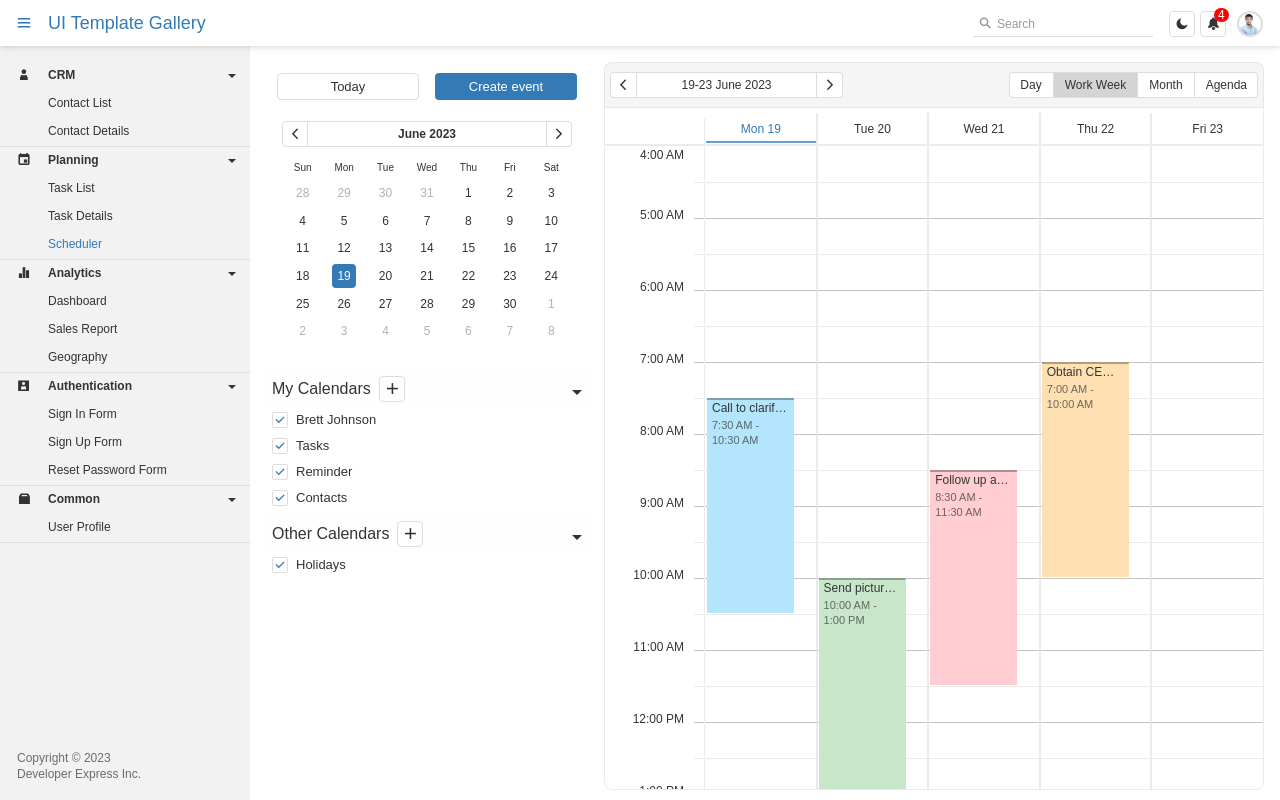 UI Template Gallery
Search
4
CRM
Contact List
Contact Details
Planning
Task List
Task Details
Scheduler
Analytics
Dashboard
Sales Report
Geography
Authentication
Sign In Form
Sign Up Form
Reset Password Form
Common
User Profile
Copyright © 2023
Developer Express Inc.
Today
Create event
June 2023
Sun Mon Tue Wed Thu Fri Sat
28 29 30 31 1 2 3
4 5 6 7 8 9 10
11 12 13 14 15 16 17
18 19 20 21 22 23 24
25 26 27 28 29 30 1
2 3 4 5 6 7 8
My Calendars
Brett Johnson
Tasks
Reminder
Contacts
Other Calendars
Holidays
19-23 June 2023
Day Work Week Month Agenda
Mon 19 Tue 20 Wed 21 Thu 22 Fri 23
4:00 AM
5:00 AM
6:00 AM
7:00 AM
8:00 AM
9:00 AM
10:00 AM
11:00 AM
12:00 PM
1:00 PM
Call to clarif...
7:30 AM -
10:30 AM
Send pictur...
10:00 AM -
1:00 PM
Follow up a...
8:30 AM -
11:30 AM
Obtain CE...
7:00 AM -
10:00 AM